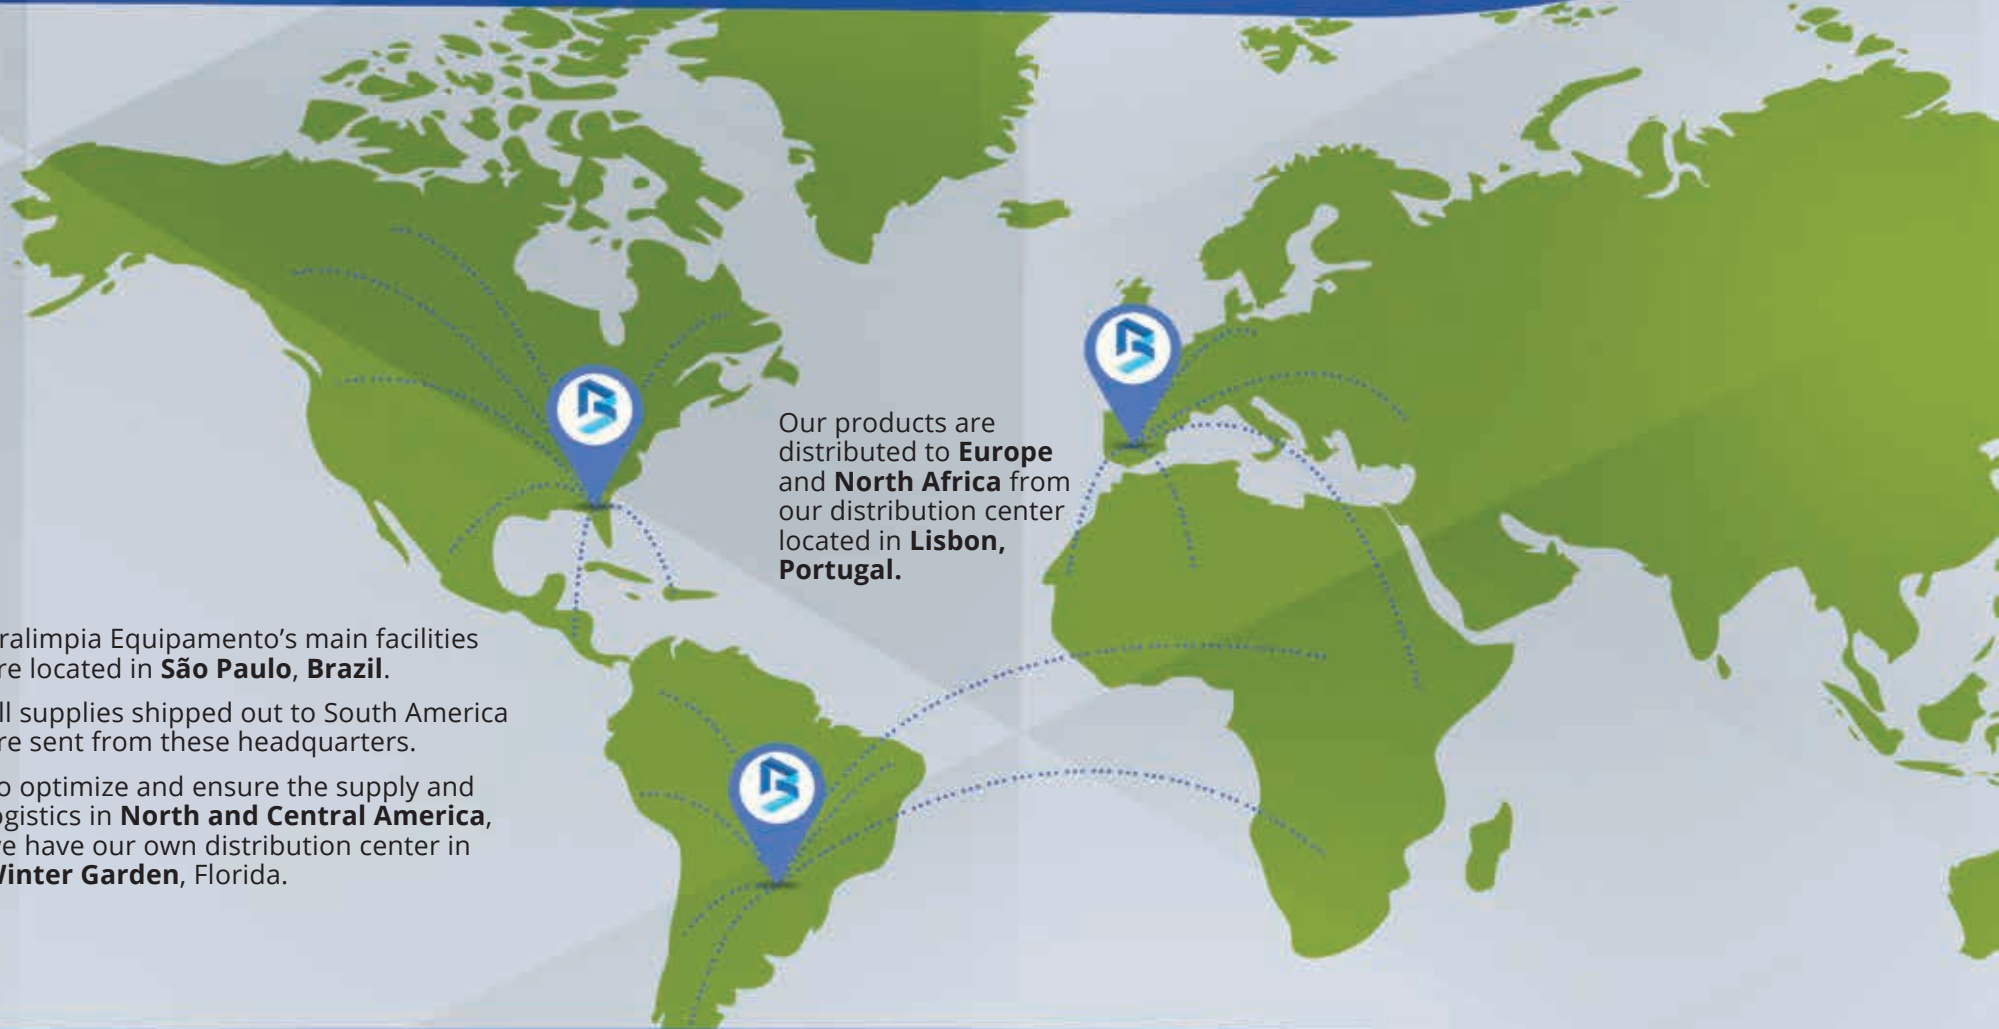 Our products are
distributed to Europe
and North Africa from
our distribution center
located in Lisbon,
Portugal.
ralimpia Equipamento’s main facilities
re located in São Paulo, Brazil.
ll supplies shipped out to South America
re sent from these headquarters.
o optimize and ensure the supply and
ogistics in North and Central America,
e have our own distribution center in
inter Garden, Florida.